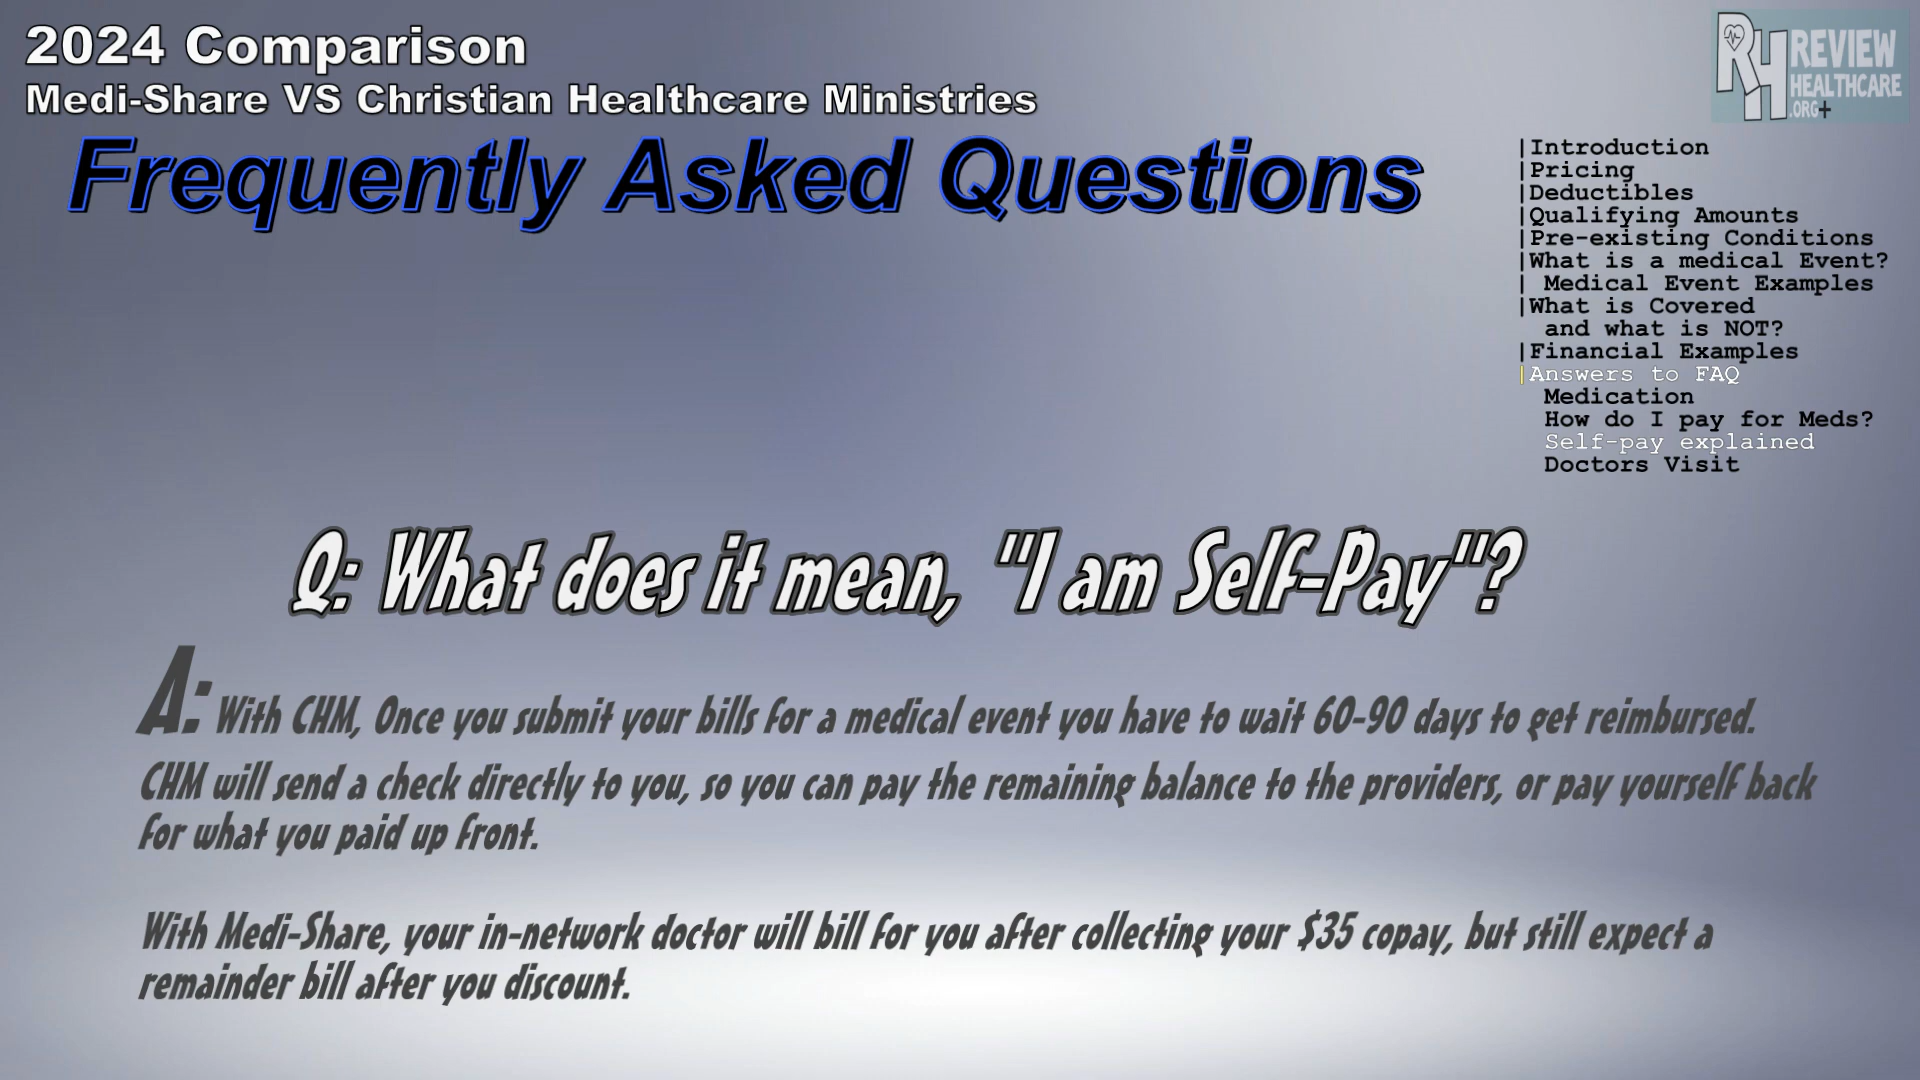 2024 Comparison
Medi-Share VS Christian Healthcare Ministries
Frequently Asked Questions
RH REVIEW
HEALTHCARE
.ORG+
|Introduction
|Pricing
|Deductibles
|Qualifying Amounts
|Pre-existing Conditions
|What is a medical Event?
| Medical Event Examples
|What is Covered
and what is NOT?
|Financial Examples
|Answers to FAQ
Medication
How do I pay for Meds?
Self-pay explained
Doctors Visit
Q: What does it mean, "I am Self-Pay"?
A: With CHM, Once you submit your bills for a medical event you have to wait 60-90 days to get reimbursed.
CHM will send a check directly to you, so you can pay the remaining balance to the providers, or pay yourself back
for what you paid up front.
With Medi-Share, your in-network doctor will bill for you after collecting your $35 copay, but still expect a
remainder bill after you discount.